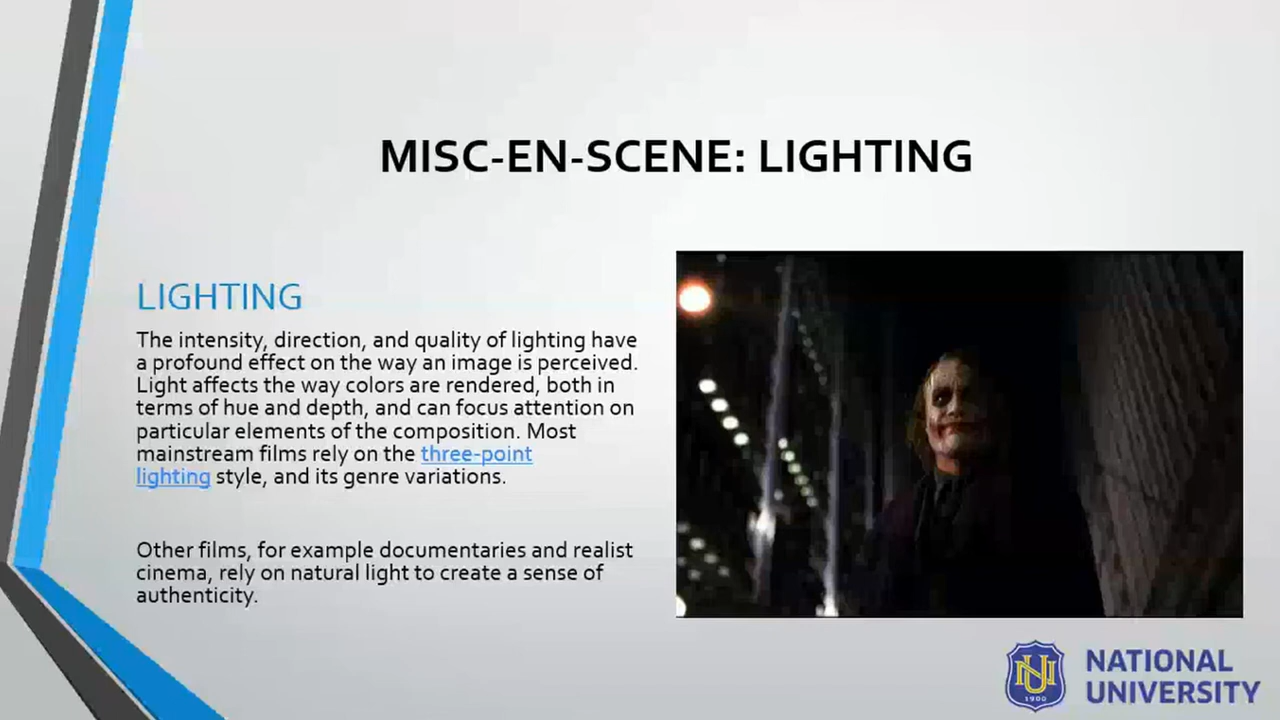 MISC-EN-SCENE: LIGHTING
LIGHTING
The intensity, direction, and quality of lighting have
a profound effect on the way an image is perceived.
Light affects the way colors are rendered, both in
terms of hue and depth, and can focus attention on
particular elements of the composition. Most
mainstream films rely on the three-point
lighting style, and its genre variations.
Other films, for example documentaries and realist
cinema, rely on natural light to create a sense of
authenticity.
NU
1900
NATIONAL
UNIVERSITY